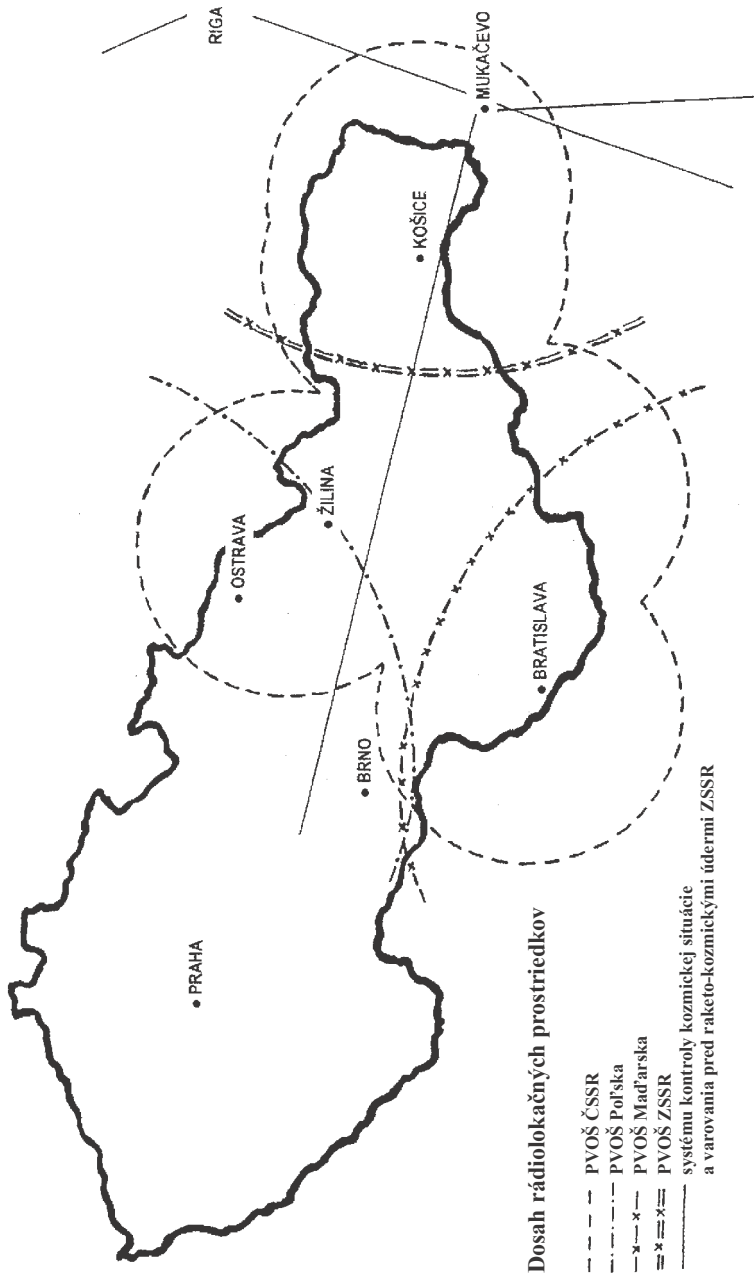 RIGA
MUKAČEVO
KOŠICE
ŽILINA
OSTRAVA
BRATISLAVA
BRNO
PRAHA
Dosah rádiolokačných prostriedkov
PVOŠ ČSSR
PVOŠ Poľska
PVOŠ Maďarska
PVOŠ ZSSR
systému kontroly kozmickej situácie
a varovania pred raketo-kozmickými údermi ZSSR